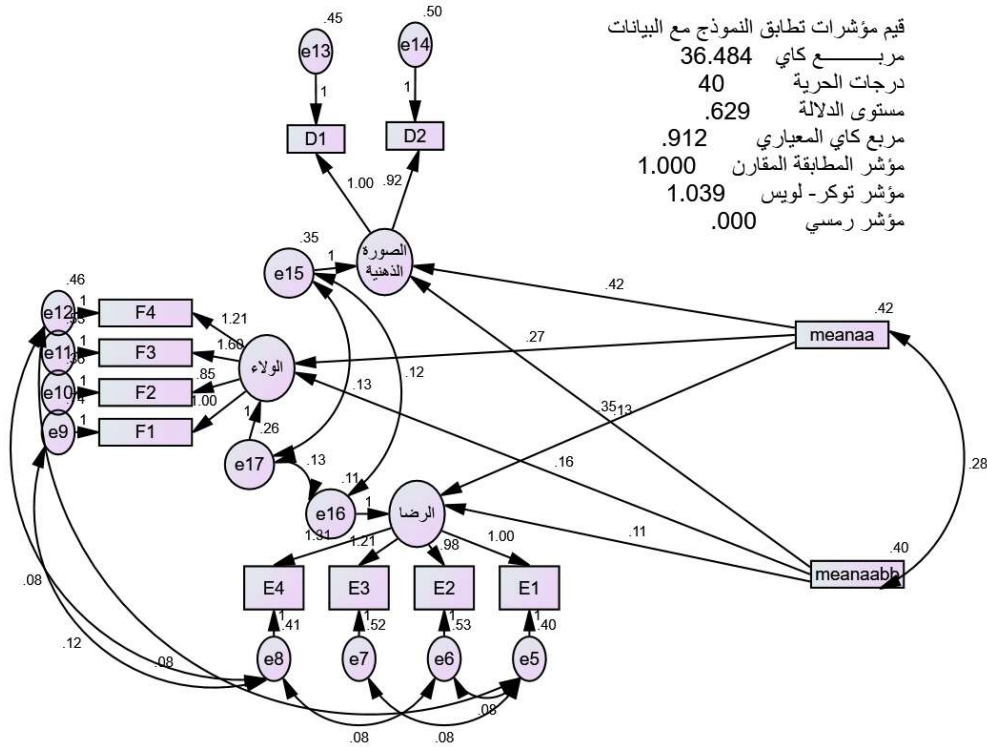 قيم مؤشرات تطابق النموذج مع البيانات
مربـــــــع كاي 36.484
درجات الحرية 40
مستوى الدلالة .629
مربع كاي المعياري .912
مؤشر المطابقة المقارن 1.000
مؤشر توكر- لويس 1.039
مؤشر رمسي .000
.45
.50
e13
e14
1
1
D1
D2
1.00
.92
.35
e15
1
الصورة
الذهنية
.42
.42
meanaa
.46
e12
1
F4
1.21
e11
1
F3
1.60
.27
e10
1
F2
.85
الولاء
e9
1
F1
1.00
.13
.12
.35
.13
1
.26
e17
.13
.11
.16
.28
e16
1
الرضا
.11
.40
meanaabb
1.31
1.21
.98
1.00
E4
E3
E2
E1
1
.41
1
.52
1
.53
1
.40
e8
e7
e6
e5
.08
.12
.08
.08
.08
.08